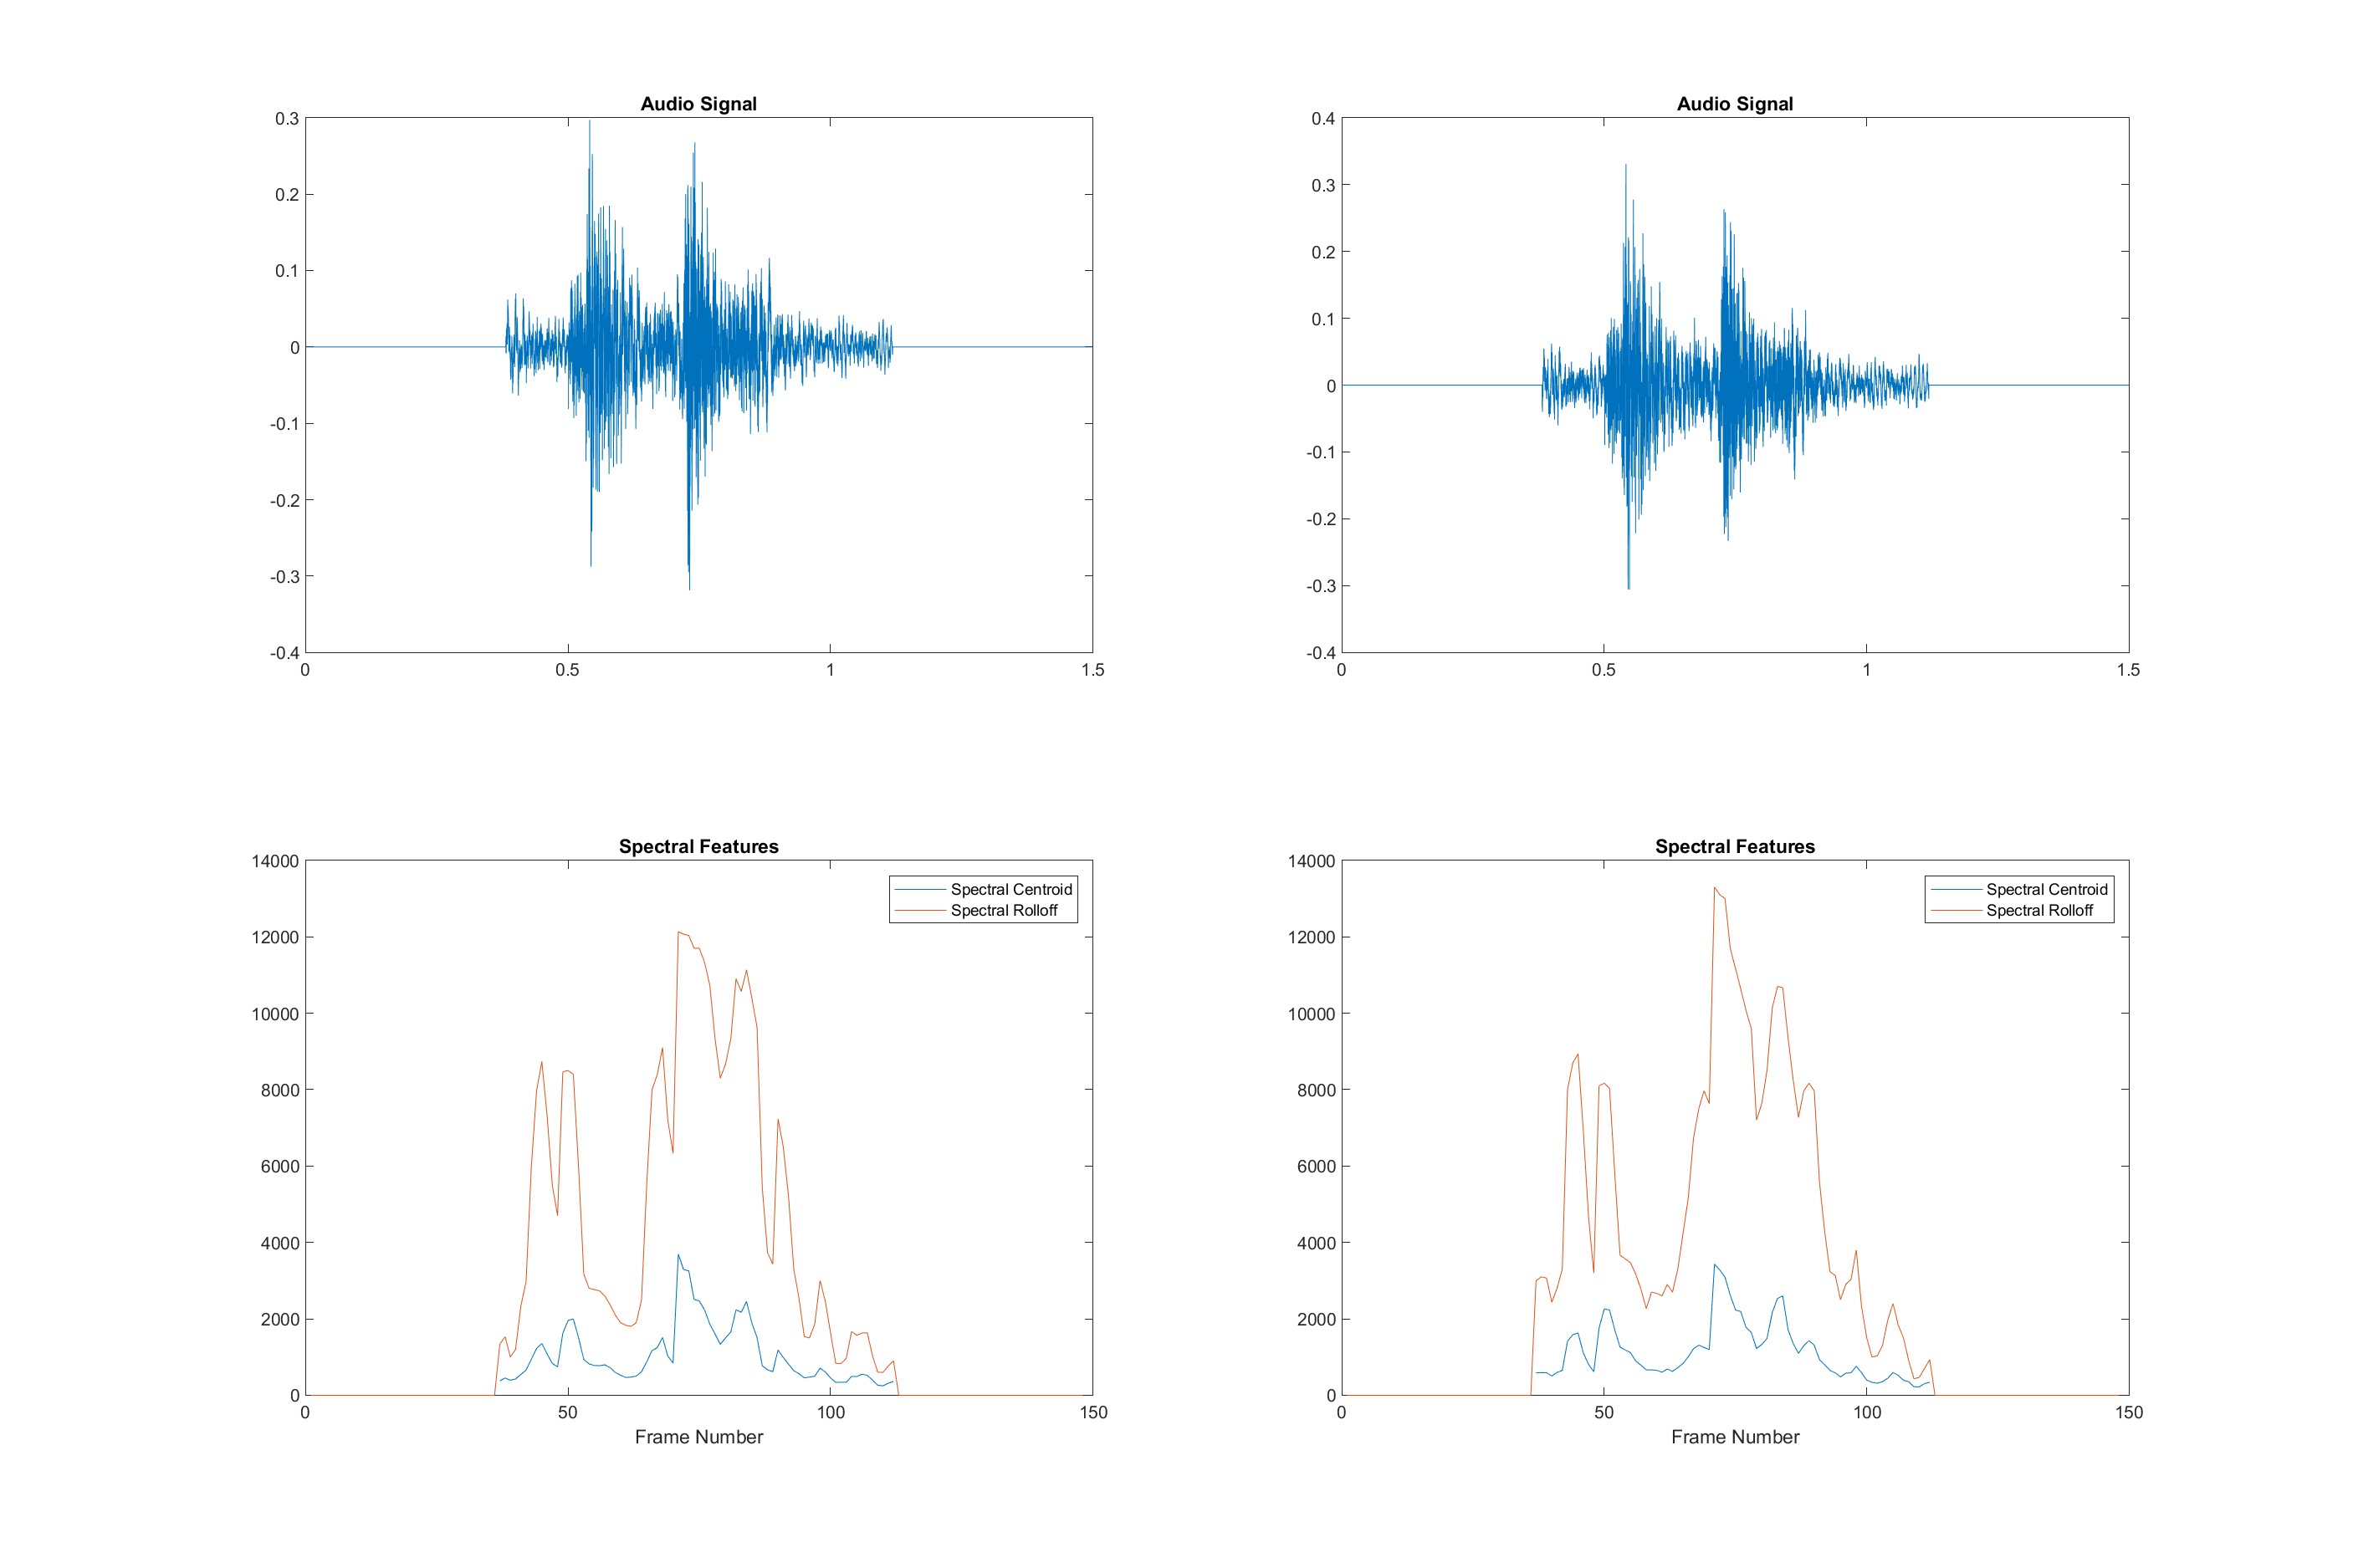 Audio Signal
0.3
0.2
0.1
0
-0.1
-0.2
-0.3
-0.4
0 0.5 1 1.5
Audio Signal
0.4
0.3
0.2
0.1
0
-0.1
-0.2
-0.3
-0.4
0 0.5 1 1.5
Spectral Features
14000
12000
10000
8000
6000
4000
2000
0
Spectral Centroid
Spectral Rolloff
0 50 100 150
Frame Number
Spectral Features
14000
12000
10000
8000
6000
4000
2000
0
Spectral Centroid
Spectral Rolloff
0 50 100 150
Frame Number